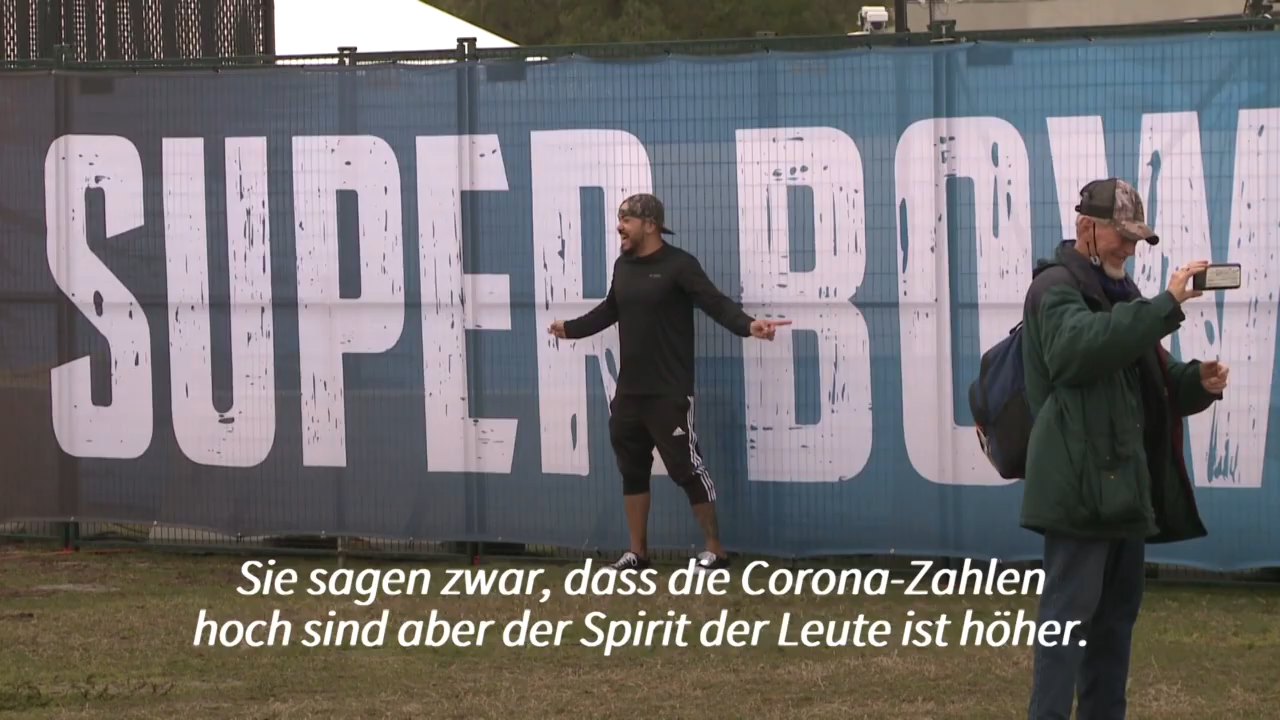 SUPER BOW
Sie sagen zwar, dass die Corona-Zahlen
hoch sind aber der Spirit der Leute ist höher.